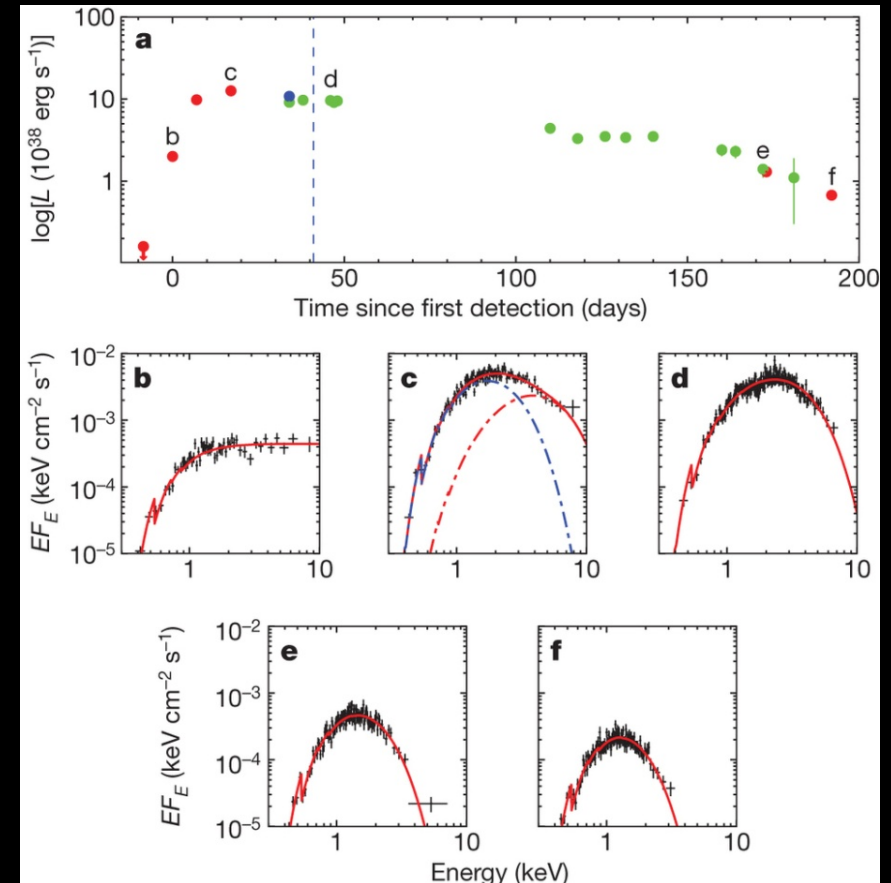 a
log[L (10³⁸ erg s⁻¹)]
100
10
1
b
c
d
e
f
0
50
100
150
200
Time since first detection (days)
EF_E (keV cm⁻² s⁻¹)
10⁻²
10⁻³
10⁻⁴
10⁻⁵
b
1
10
c
1
10
d
1
10
EF_E (keV cm⁻² s⁻¹)
10⁻²
10⁻³
10⁻⁴
10⁻⁵
e
1
10
f
1
10
Energy (keV)